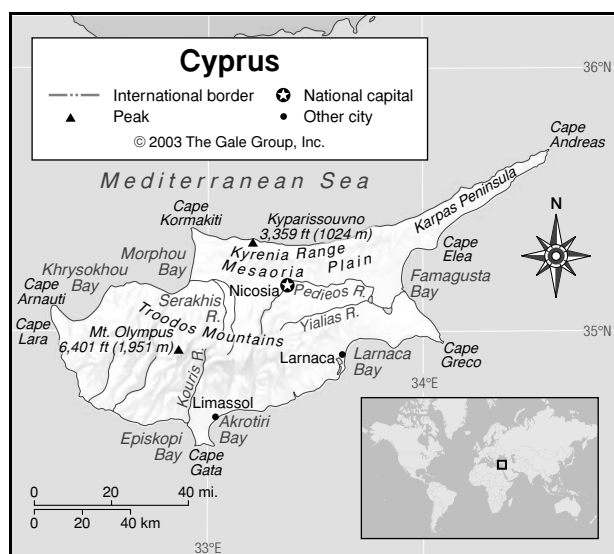 Cyprus
International border
National capital
Peak
Other city
© 2003 The Gale Group, Inc.
36°N
Cape
Andreas
Mediterranean Sea
Cape
Kormakiti
Kyparissouvno
3,359 ft (1024 m)
Karpas Peninsula
N
Kyrenia Range
Mesaoria Plain
Cape
Elea
Morphou
Bay
Khrysokhou
Bay
Famagusta
Bay
Cape
Arnauti
Serakhis
R.
Nicosia
Pedieos R.
Troodos Mountains
Yialias R.
Cape
Lara
Mt. Olympus
6,401 ft (1,951 m)
35°N
Larnaca
Larnaca
Bay
Cape
Greco
Kouris R.
34°E
Limassol
Akrotiri
Bay
Episkopi
Bay
Cape
Gata
0 20 40 mi.
0 20 40 km
33°E